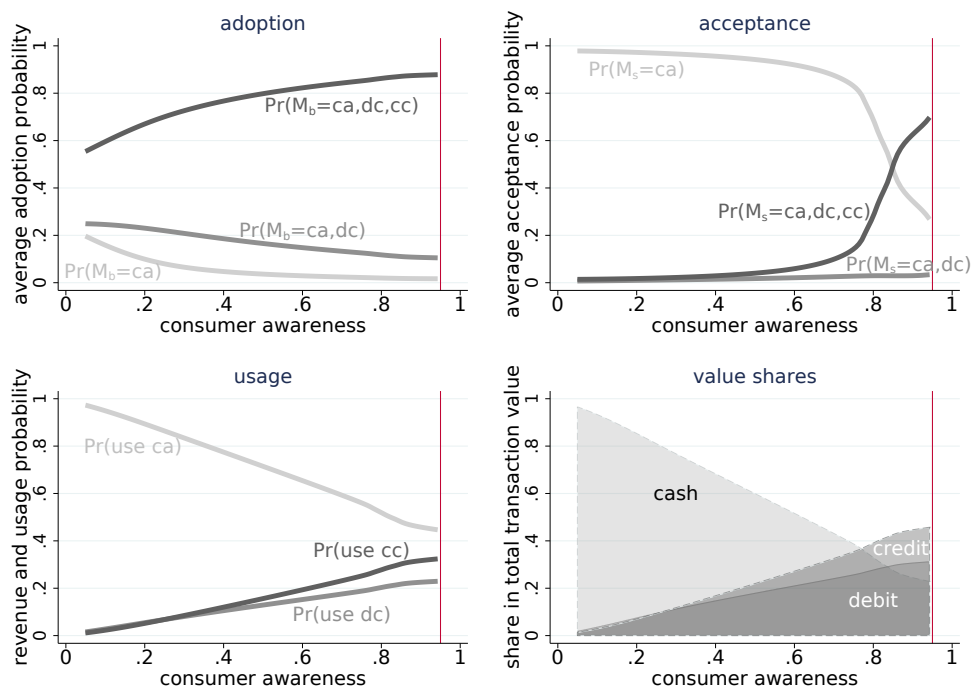 adoption
average adoption probability
0 .2 .4 .6 .8 1
Pr(M_b=ca,dc,cc)
Pr(M_b=ca,dc)
Pr(M_b=ca)
0 .2 .4 .6 .8 1
consumer awareness
acceptance
average acceptance probability
0 .2 .4 .6 .8 1
Pr(M_s=ca)
Pr(M_s=ca,dc,cc)
Pr(M_s=ca,dc)
0 .2 .4 .6 .8 1
consumer awareness
usage
revenue and usage probability
0 .2 .4 .6 .8 1
Pr(use ca)
Pr(use cc)
Pr(use dc)
0 .2 .4 .6 .8 1
consumer awareness
value shares
share in total transaction value
0 .2 .4 .6 .8 1
cash
credit
debit
0 .2 .4 .6 .8 1
consumer awareness